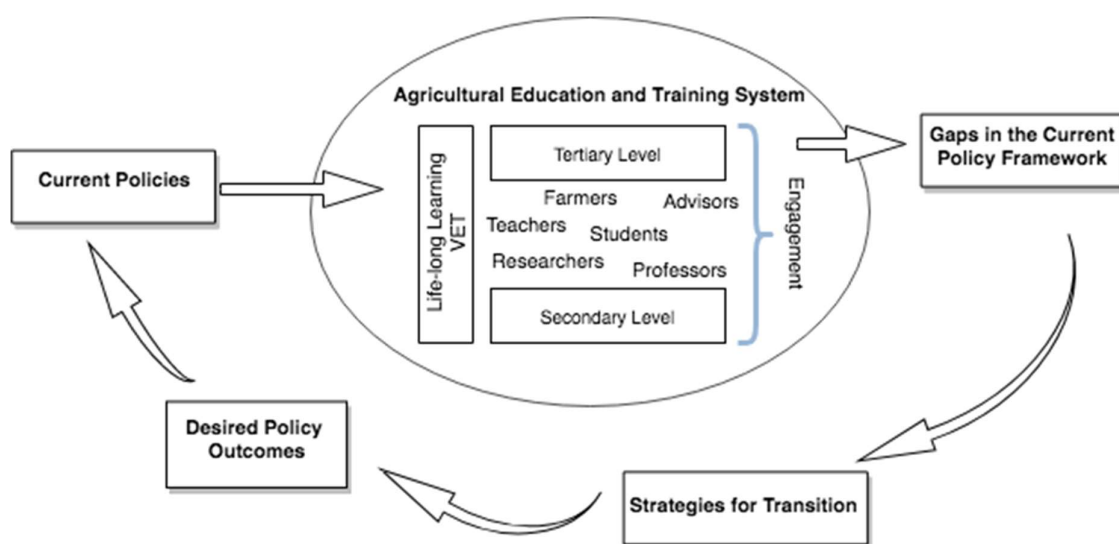 Agricultural Education and Training System
Current Policies
Life-long Learning
VET
Tertiary Level
Farmers
Advisors
Teachers
Students
Researchers
Professors
Secondary Level
Engagement
Gaps in the Current
Policy Framework
Strategies for Transition
Desired Policy
Outcomes